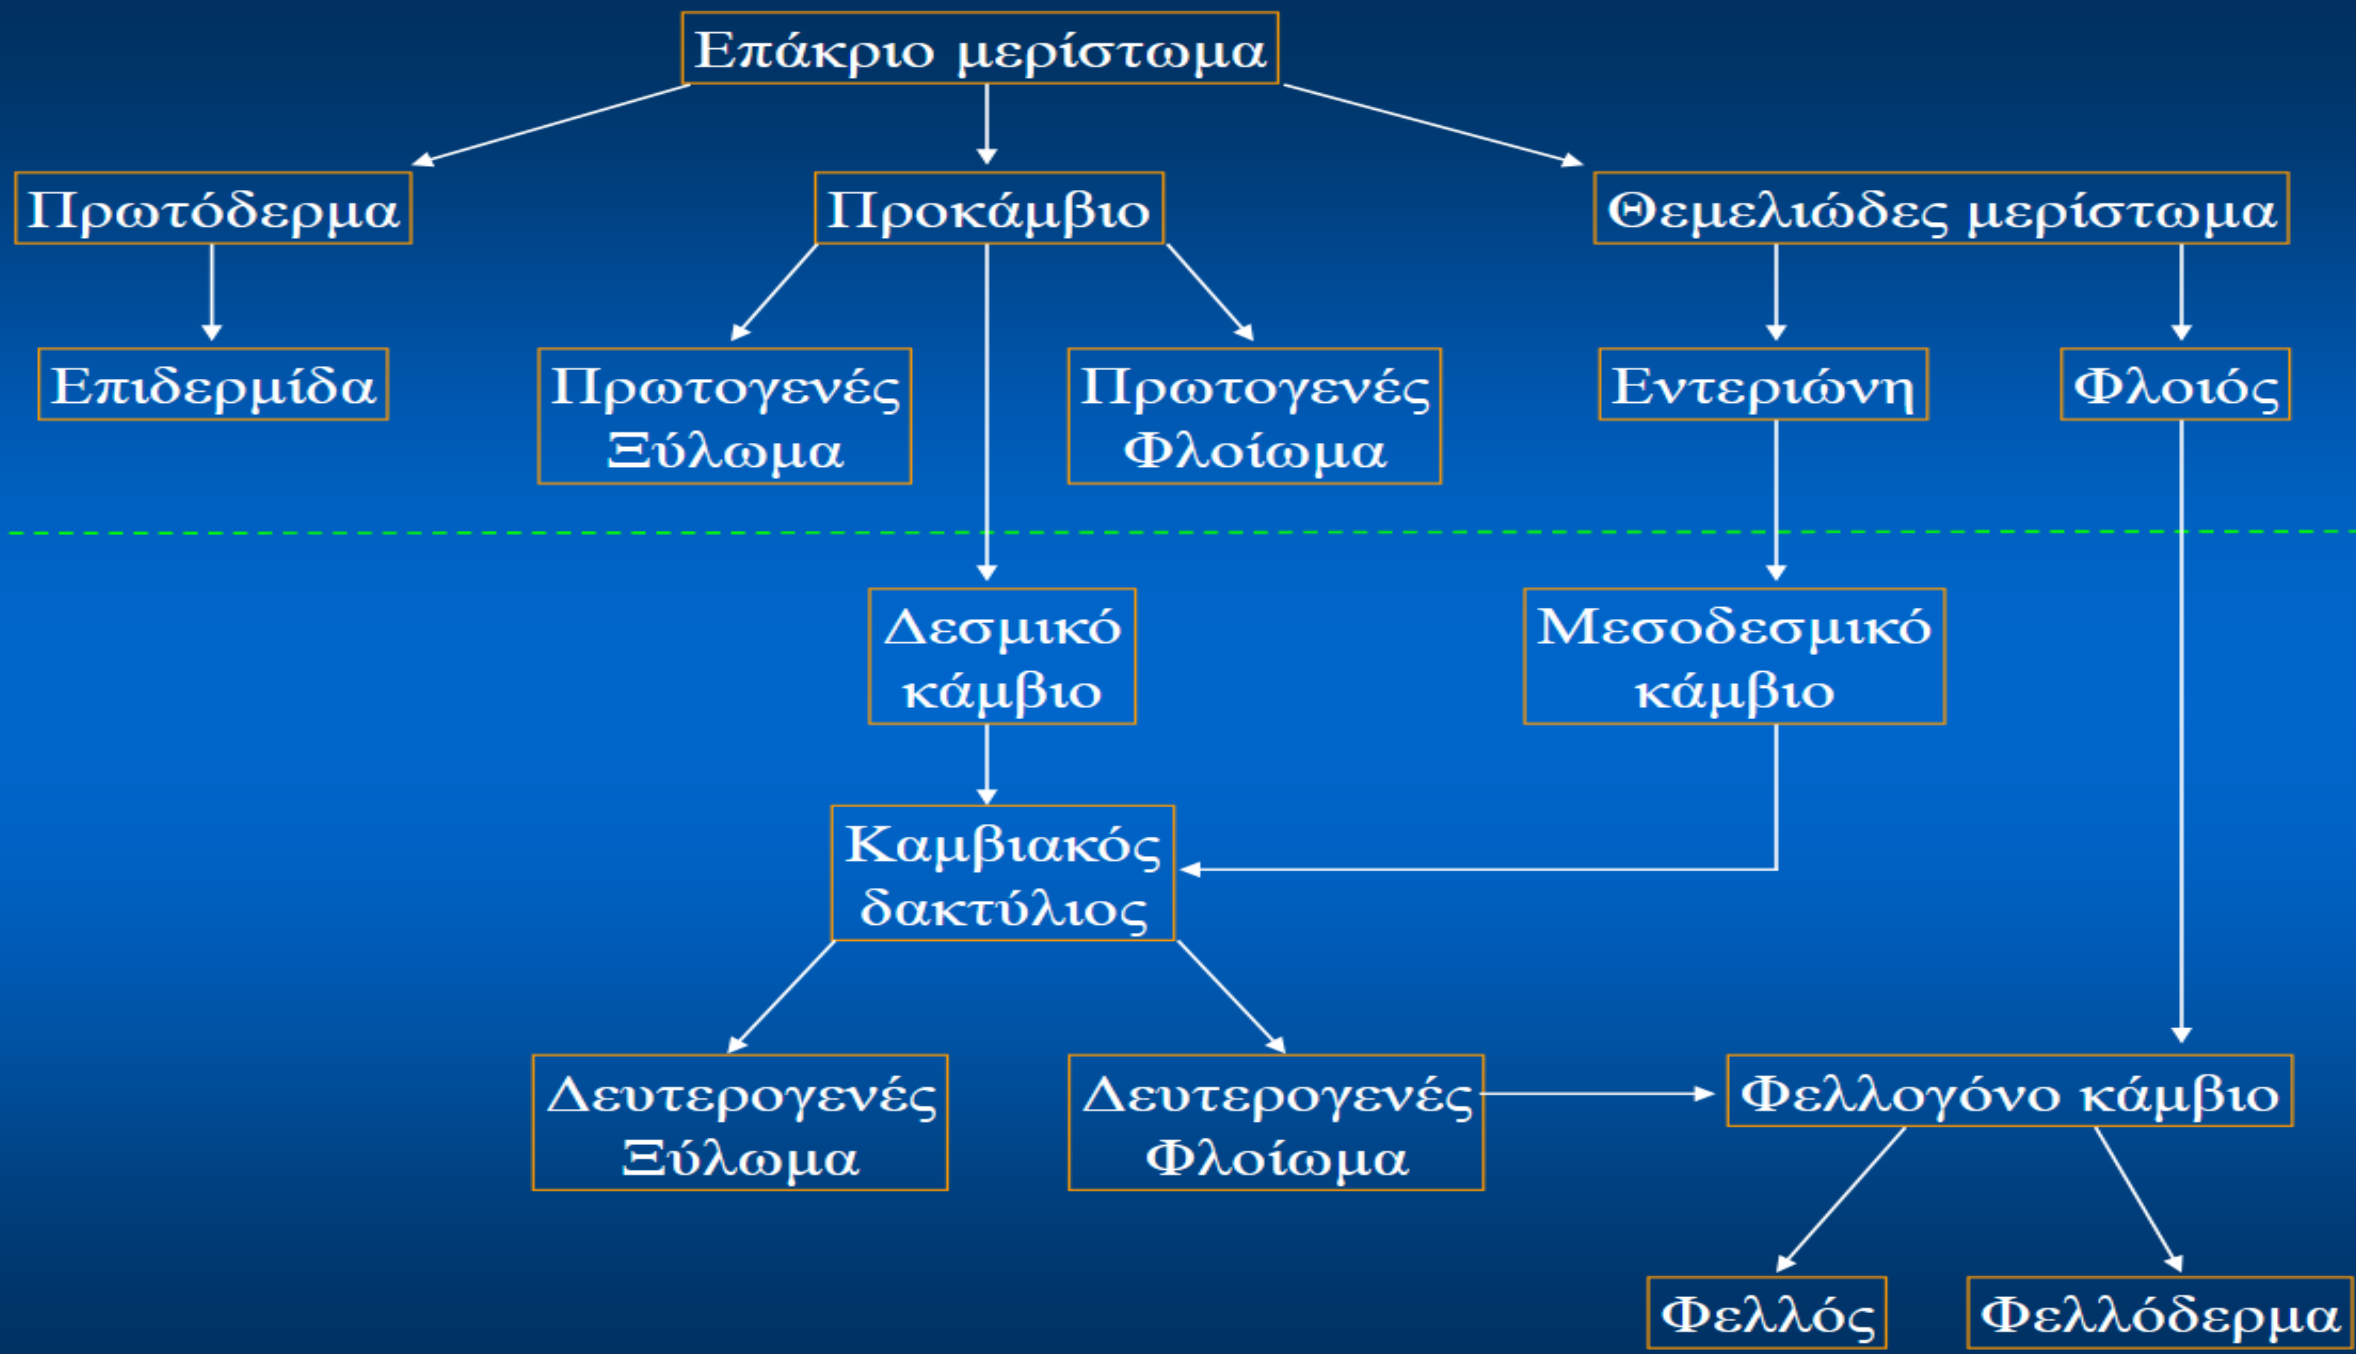 Επάκριο μερίστωμα
Πρωτόδερμα
Προκάμβιο
Θεμελιώδες μερίστωμα
Επιδερμίδα
Πρωτογενές
Ξύλωμα
Πρωτογενές
Φλοίωμα
Εντεριώνη
Φλοιός
Δεσμικό
κάμβιο
Μεσοδεσμικό
κάμβιο
Καμβιακός
δακτύλιος
Δευτερογενές
Ξύλωμα
Δευτερογενές
Φλοίωμα
Φελλογόνο κάμβιο
Φελλός
Φελλόδερμα